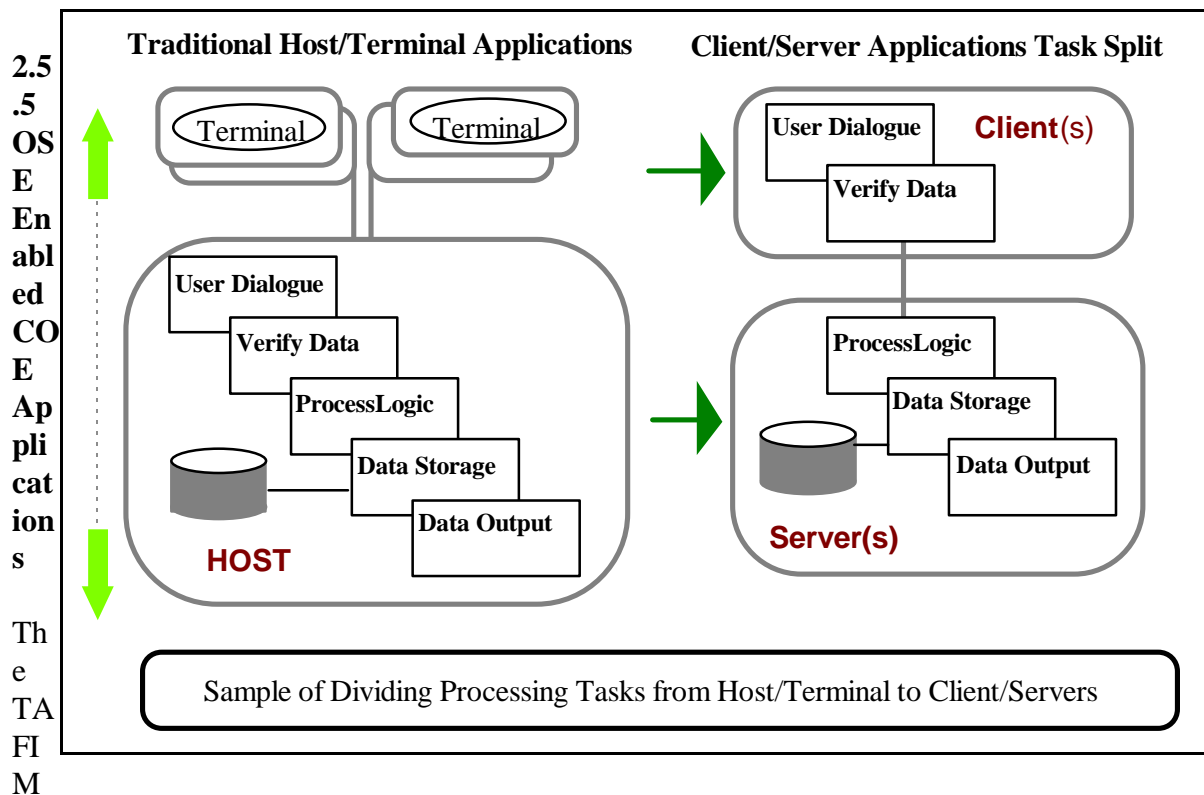 2.5
.5
OS
E
En
abl
ed
CO
E
Ap
pli
cat
ion
s
Th
e
TA
FI
M
Traditional Host/Terminal Applications
Terminal
Terminal
User Dialogue
Verify Data
ProcessLogic
Data Storage
Data Output
HOST
Client/Server Applications Task Split
User Dialogue
Client(s)
Verify Data
ProcessLogic
Data Storage
Data Output
Server(s)
Sample of Dividing Processing Tasks from Host/Terminal to Client/Servers